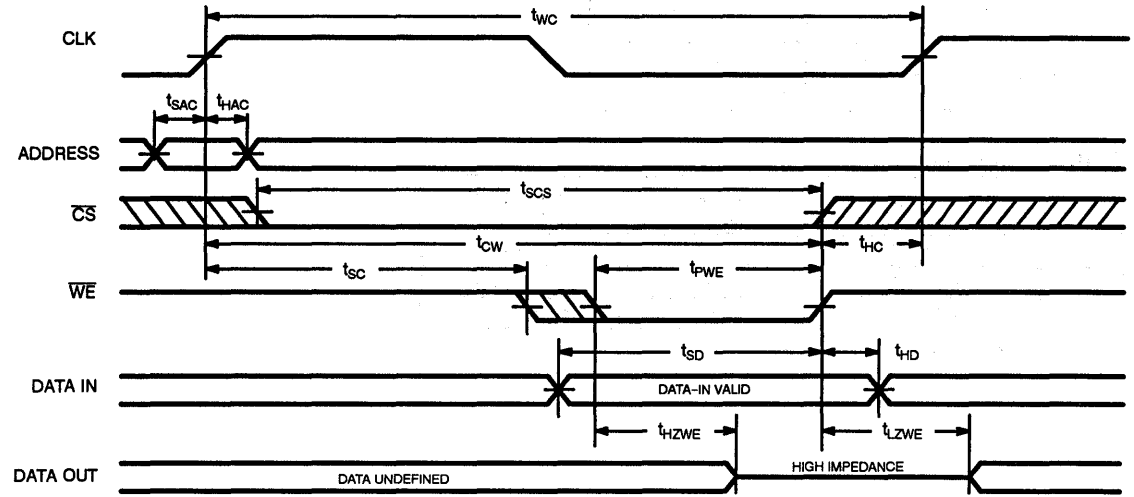 tWC
CLK
tSAC tHAC
ADDRESS
tSCS
CS
tCW tHC
tSC tPWE
WE
tSD tHD
DATA IN DATA-IN VALID
tHZWE tLZWE
DATA OUT DATA UNDEFINED HIGH IMPEDANCE